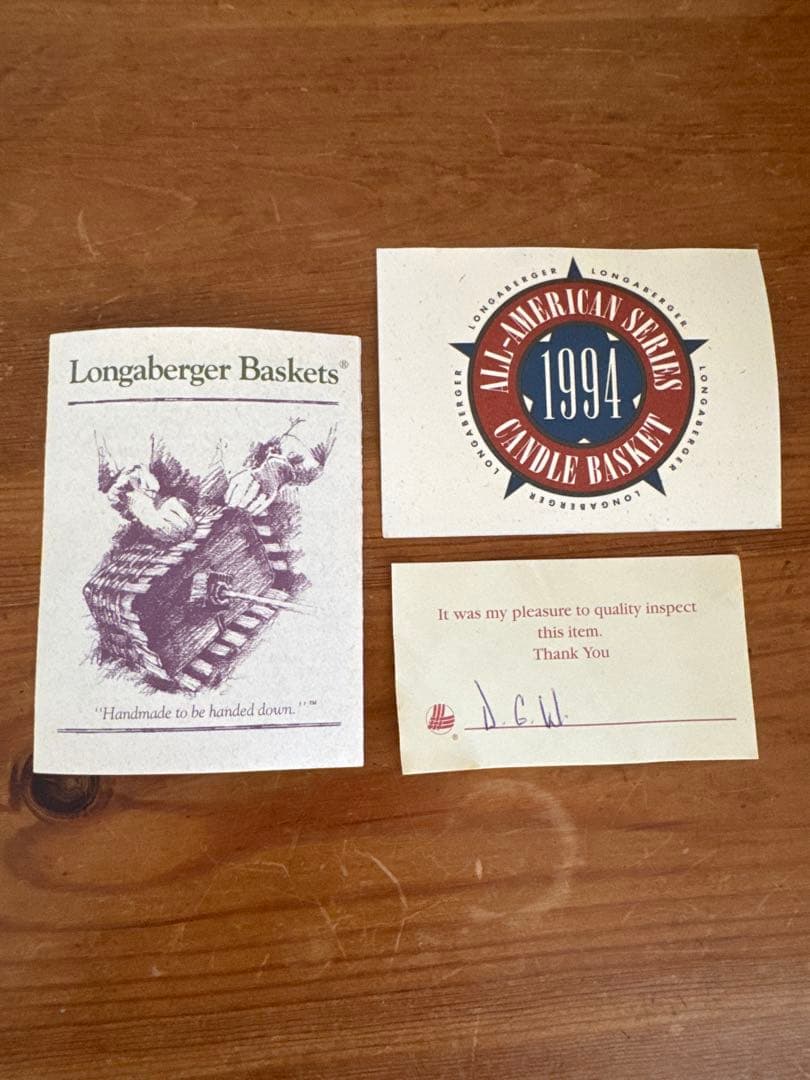 Longaberger Baskets®
"Handmade to be handed down."™
LONGABERGER LONGABERGER LONGABERGER LONGABERGER LONGABERGER
ALL-AMERICAN SERIES
1994
CANDLE BASKET
It was my pleasure to quality inspect
this item.
Thank You
D. G. W.
®